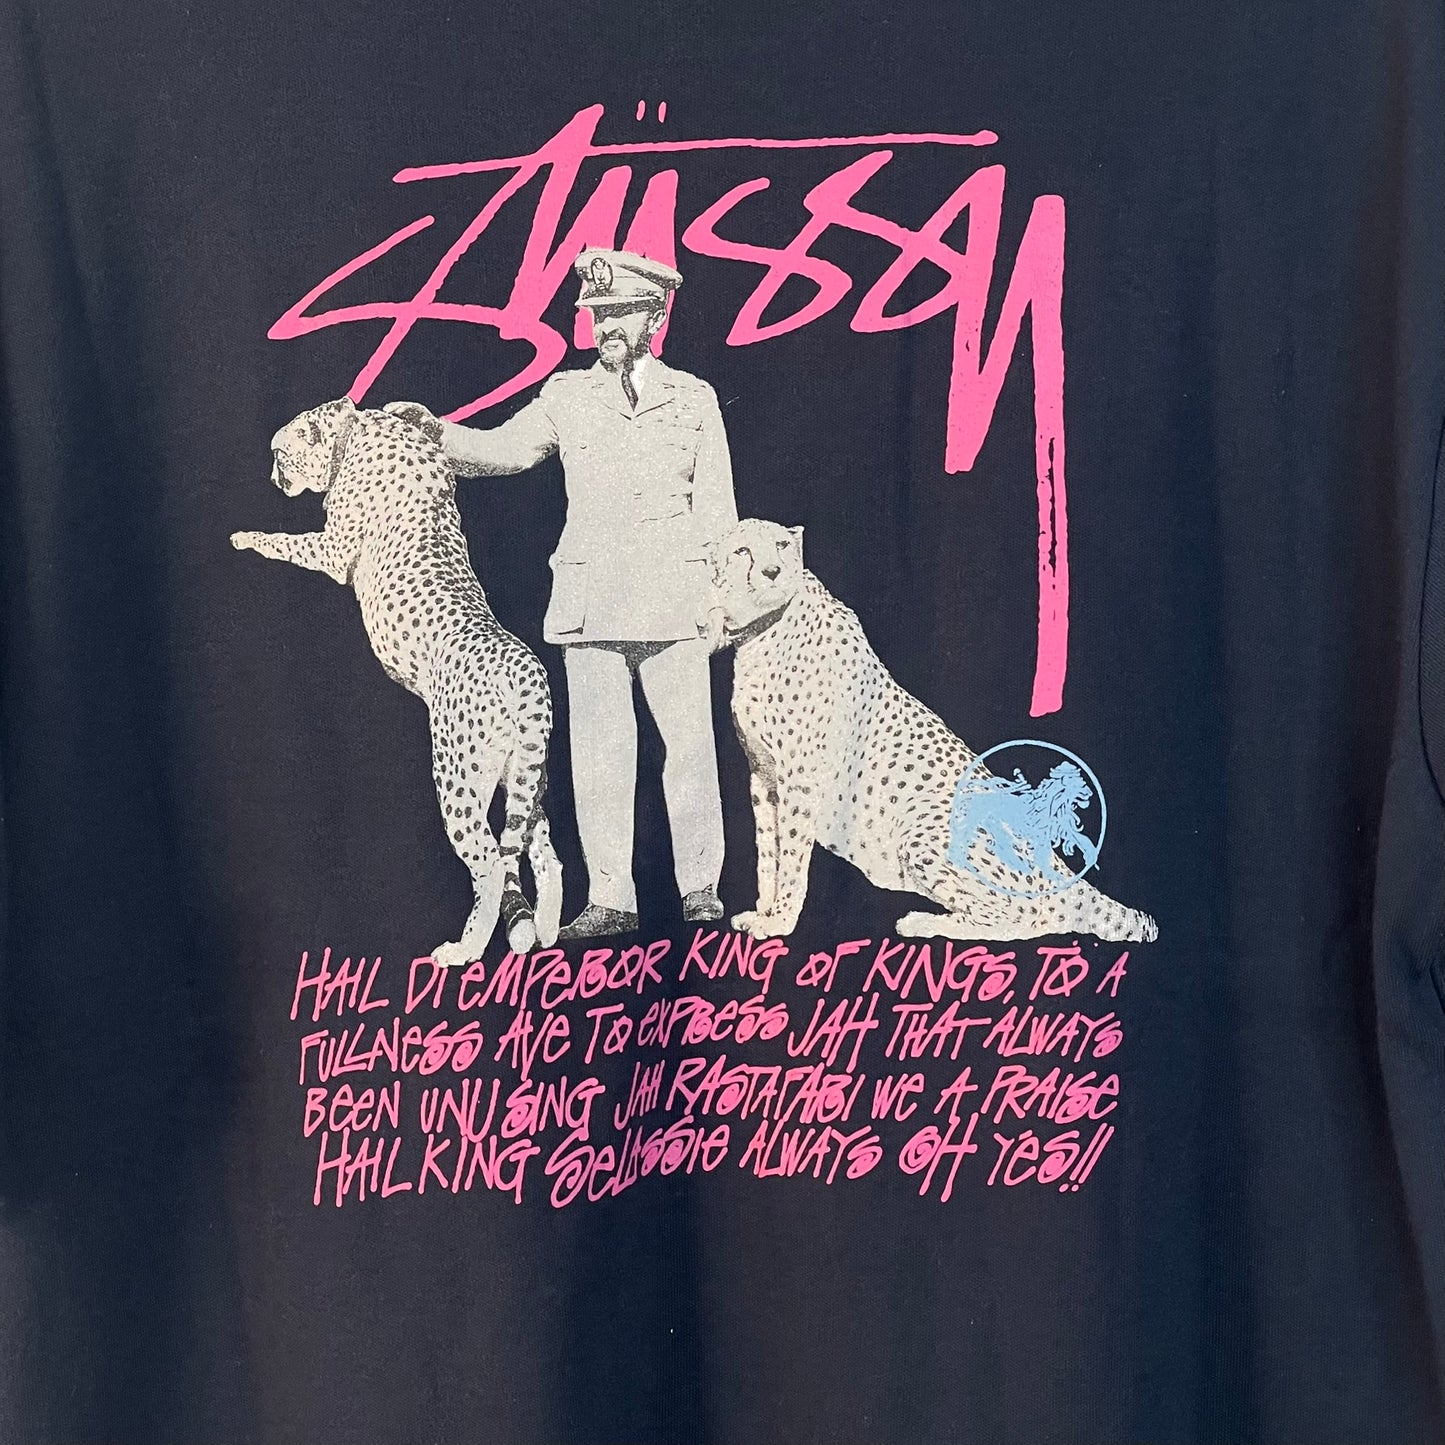 STÜSSY
HAIL DI EMPEROR KING OF KINGS, TO A
FULLNESS AVE TO EXPRESS JAH THAT ALWAYS
BEEN UNU SING JAH RASTAFARI WE A PRAISE
HAIL KING SELASSIE ALWAYS OH YES!!